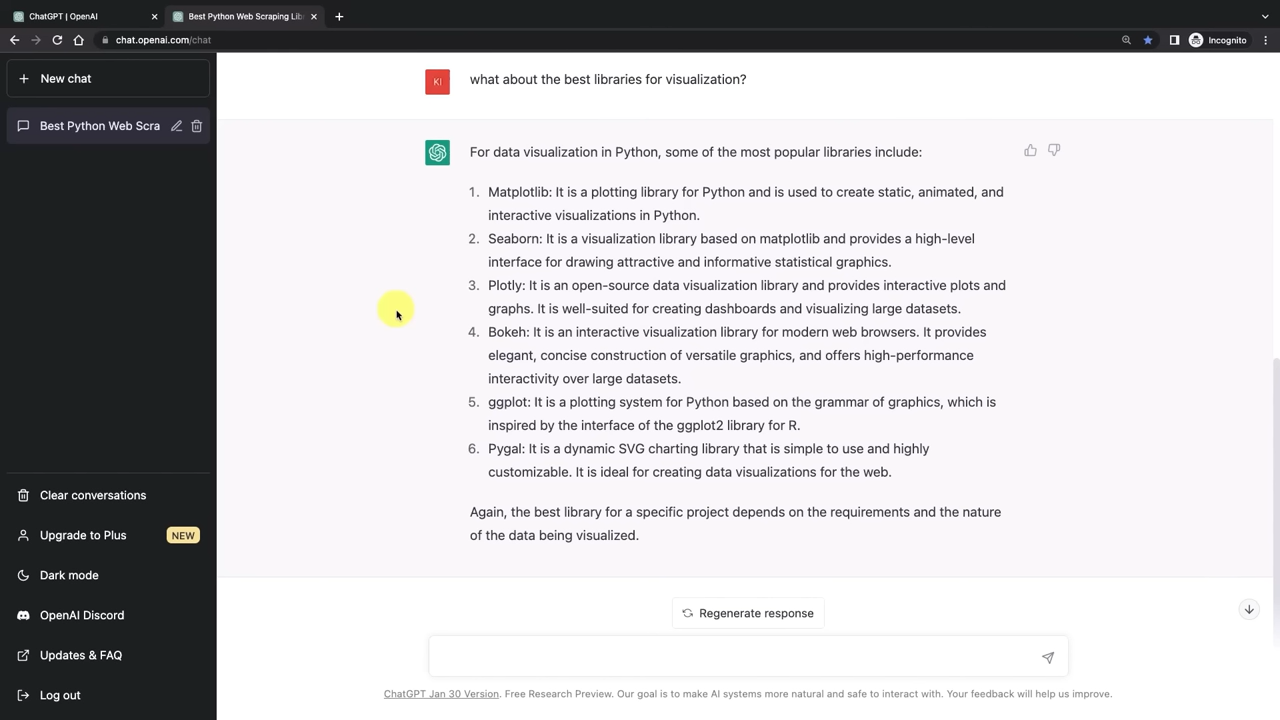 ChatGPT | OpenAI
Best Python Web Scraping Lib
chat.openai.com/chat
Incognito
New chat
Best Python Web Scra
Clear conversations
Upgrade to Plus NEW
Dark mode
OpenAI Discord
Updates & FAQ
Log out
KI
what about the best libraries for visualization?
For data visualization in Python, some of the most popular libraries include:
1. Matplotlib: It is a plotting library for Python and is used to create static, animated, and
interactive visualizations in Python.
2. Seaborn: It is a visualization library based on matplotlib and provides a high-level
interface for drawing attractive and informative statistical graphics.
3. Plotly: It is an open-source data visualization library and provides interactive plots and
graphs. It is well-suited for creating dashboards and visualizing large datasets.
4. Bokeh: It is an interactive visualization library for modern web browsers. It provides
elegant, concise construction of versatile graphics, and offers high-performance
interactivity over large datasets.
5. ggplot: It is a plotting system for Python based on the grammar of graphics, which is
inspired by the interface of the ggplot2 library for R.
6. Pygal: It is a dynamic SVG charting library that is simple to use and highly
customizable. It is ideal for creating data visualizations for the web.
Again, the best library for a specific project depends on the requirements and the nature
of the data being visualized.
Regenerate response
ChatGPT Jan 30 Version. Free Research Preview. Our goal is to make AI systems more natural and safe to interact with. Your feedback will help us improve.